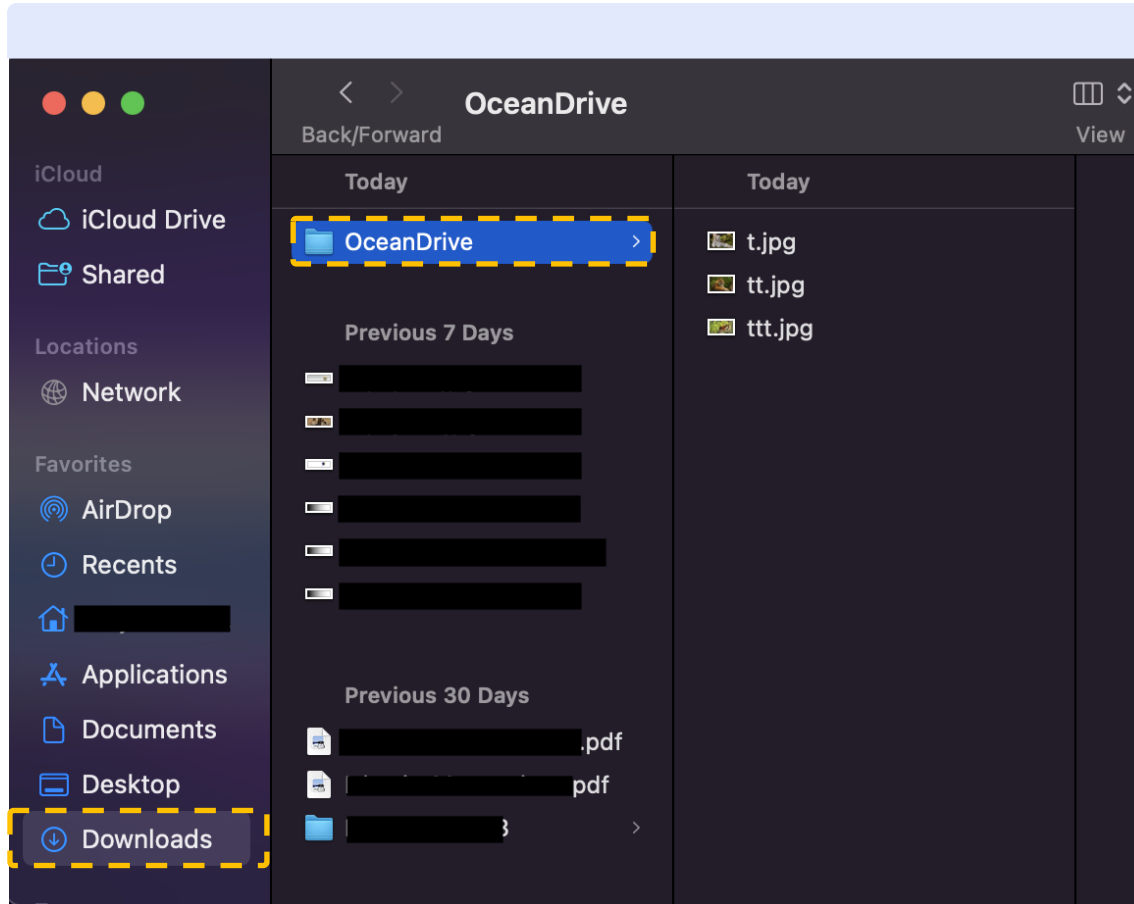 OceanDrive
Back/Forward
View
iCloud
iCloud Drive
Shared
Locations
Network
Favorites
AirDrop
Recents
Applications
Documents
Desktop
Downloads
Today
OceanDrive
Previous 7 Days
Previous 30 Days
.pdf
pdf
Today
t.jpg
tt.jpg
ttt.jpg